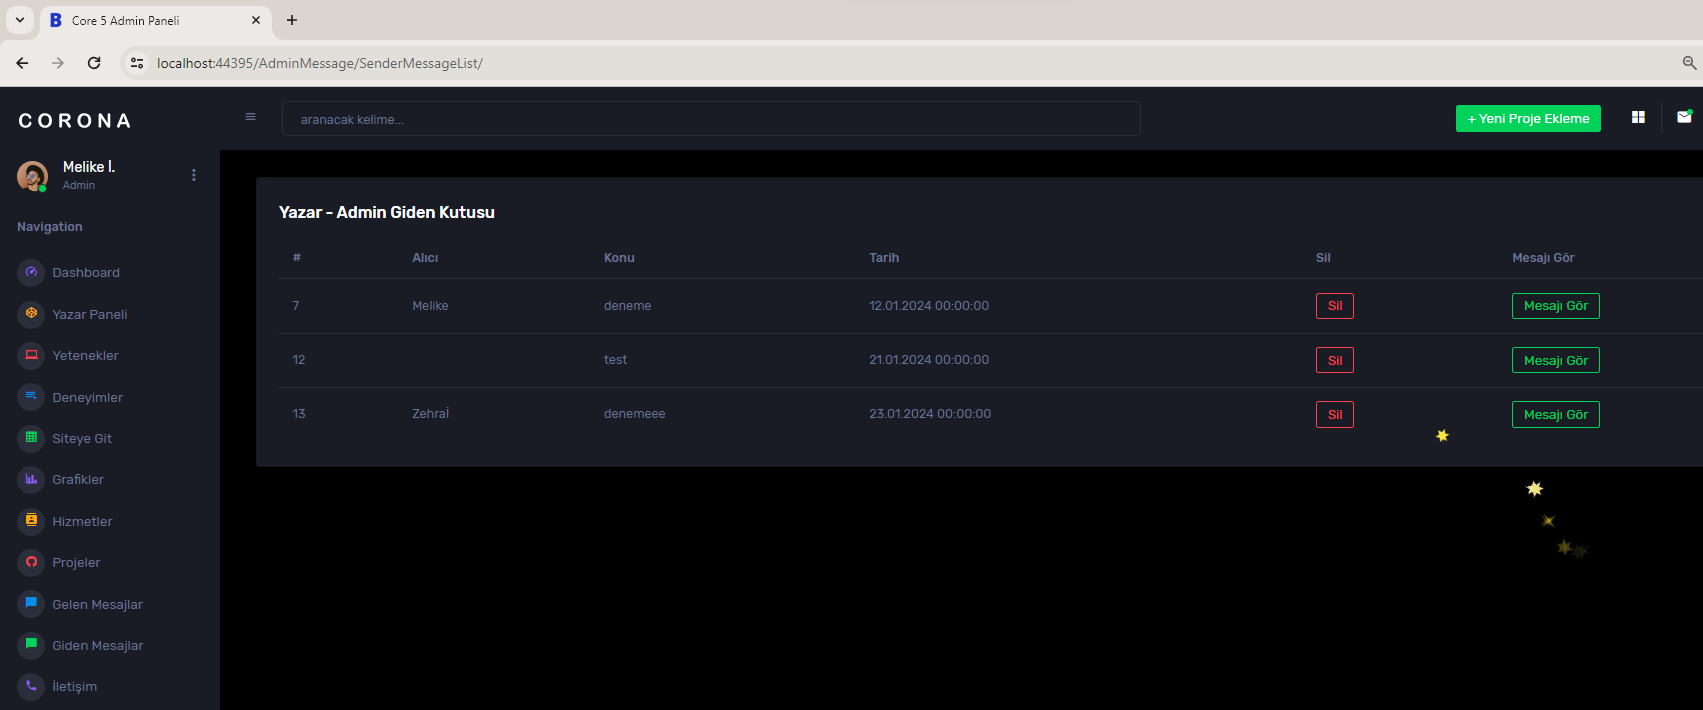 Core 5 Admin Paneli
localhost:44395/AdminMessage/SenderMessageList/
CORONA
aranacak kelime...
+ Yeni Proje Ekleme
Melike İ.
Admin
Navigation
Dashboard
Yazar Paneli
Yetenekler
Deneyimler
Siteye Git
Grafikler
Hizmetler
Projeler
Gelen Mesajlar
Giden Mesajlar
İletişim
Yazar - Admin Giden Kutusu
# Alıcı Konu Tarih Sil Mesajı Gör
7 Melike deneme 12.01.2024 00:00:00 Sil Mesajı Gör
12 test 21.01.2024 00:00:00 Sil Mesajı Gör
13 Zehraİ denemeee 23.01.2024 00:00:00 Sil Mesajı Gör